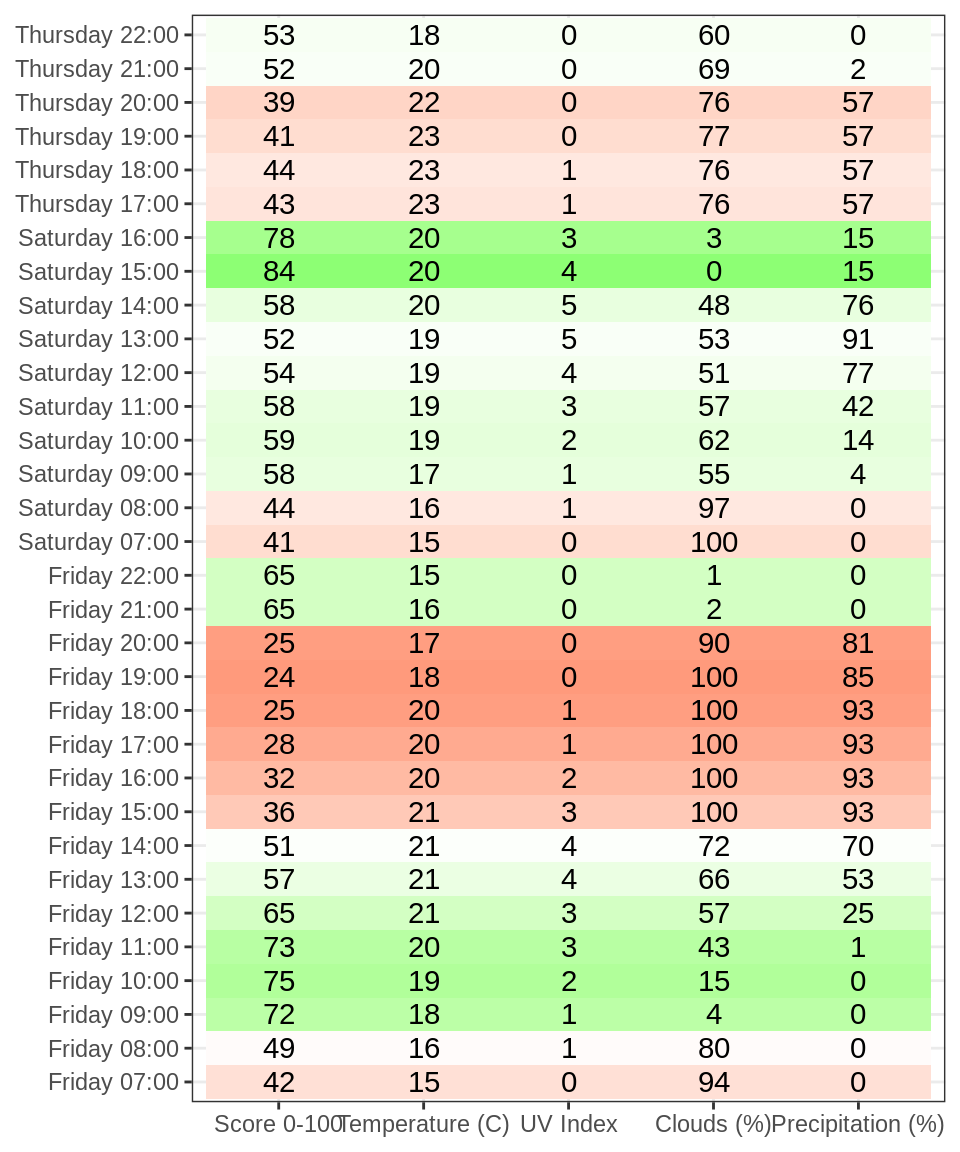 Thursday 22:00 53 18 0 60 0
Thursday 21:00 52 20 0 69 2
Thursday 20:00 39 22 0 76 57
Thursday 19:00 41 23 0 77 57
Thursday 18:00 44 23 1 76 57
Thursday 17:00 43 23 1 76 57
Saturday 16:00 78 20 3 3 15
Saturday 15:00 84 20 4 0 15
Saturday 14:00 58 20 5 48 76
Saturday 13:00 52 19 5 53 91
Saturday 12:00 54 19 4 51 77
Saturday 11:00 58 19 3 57 42
Saturday 10:00 59 19 2 62 14
Saturday 09:00 58 17 1 55 4
Saturday 08:00 44 16 1 97 0
Saturday 07:00 41 15 0 100 0
Friday 22:00 65 15 0 1 0
Friday 21:00 65 16 0 2 0
Friday 20:00 25 17 0 90 81
Friday 19:00 24 18 0 100 85
Friday 18:00 25 20 1 100 93
Friday 17:00 28 20 1 100 93
Friday 16:00 32 20 2 100 93
Friday 15:00 36 21 3 100 93
Friday 14:00 51 21 4 72 70
Friday 13:00 57 21 4 66 53
Friday 12:00 65 21 3 57 25
Friday 11:00 73 20 3 43 1
Friday 10:00 75 19 2 15 0
Friday 09:00 72 18 1 4 0
Friday 08:00 49 16 1 80 0
Friday 07:00 42 15 0 94 0
Score 0-100 Temperature (C) UV Index Clouds (%) Precipitation (%)